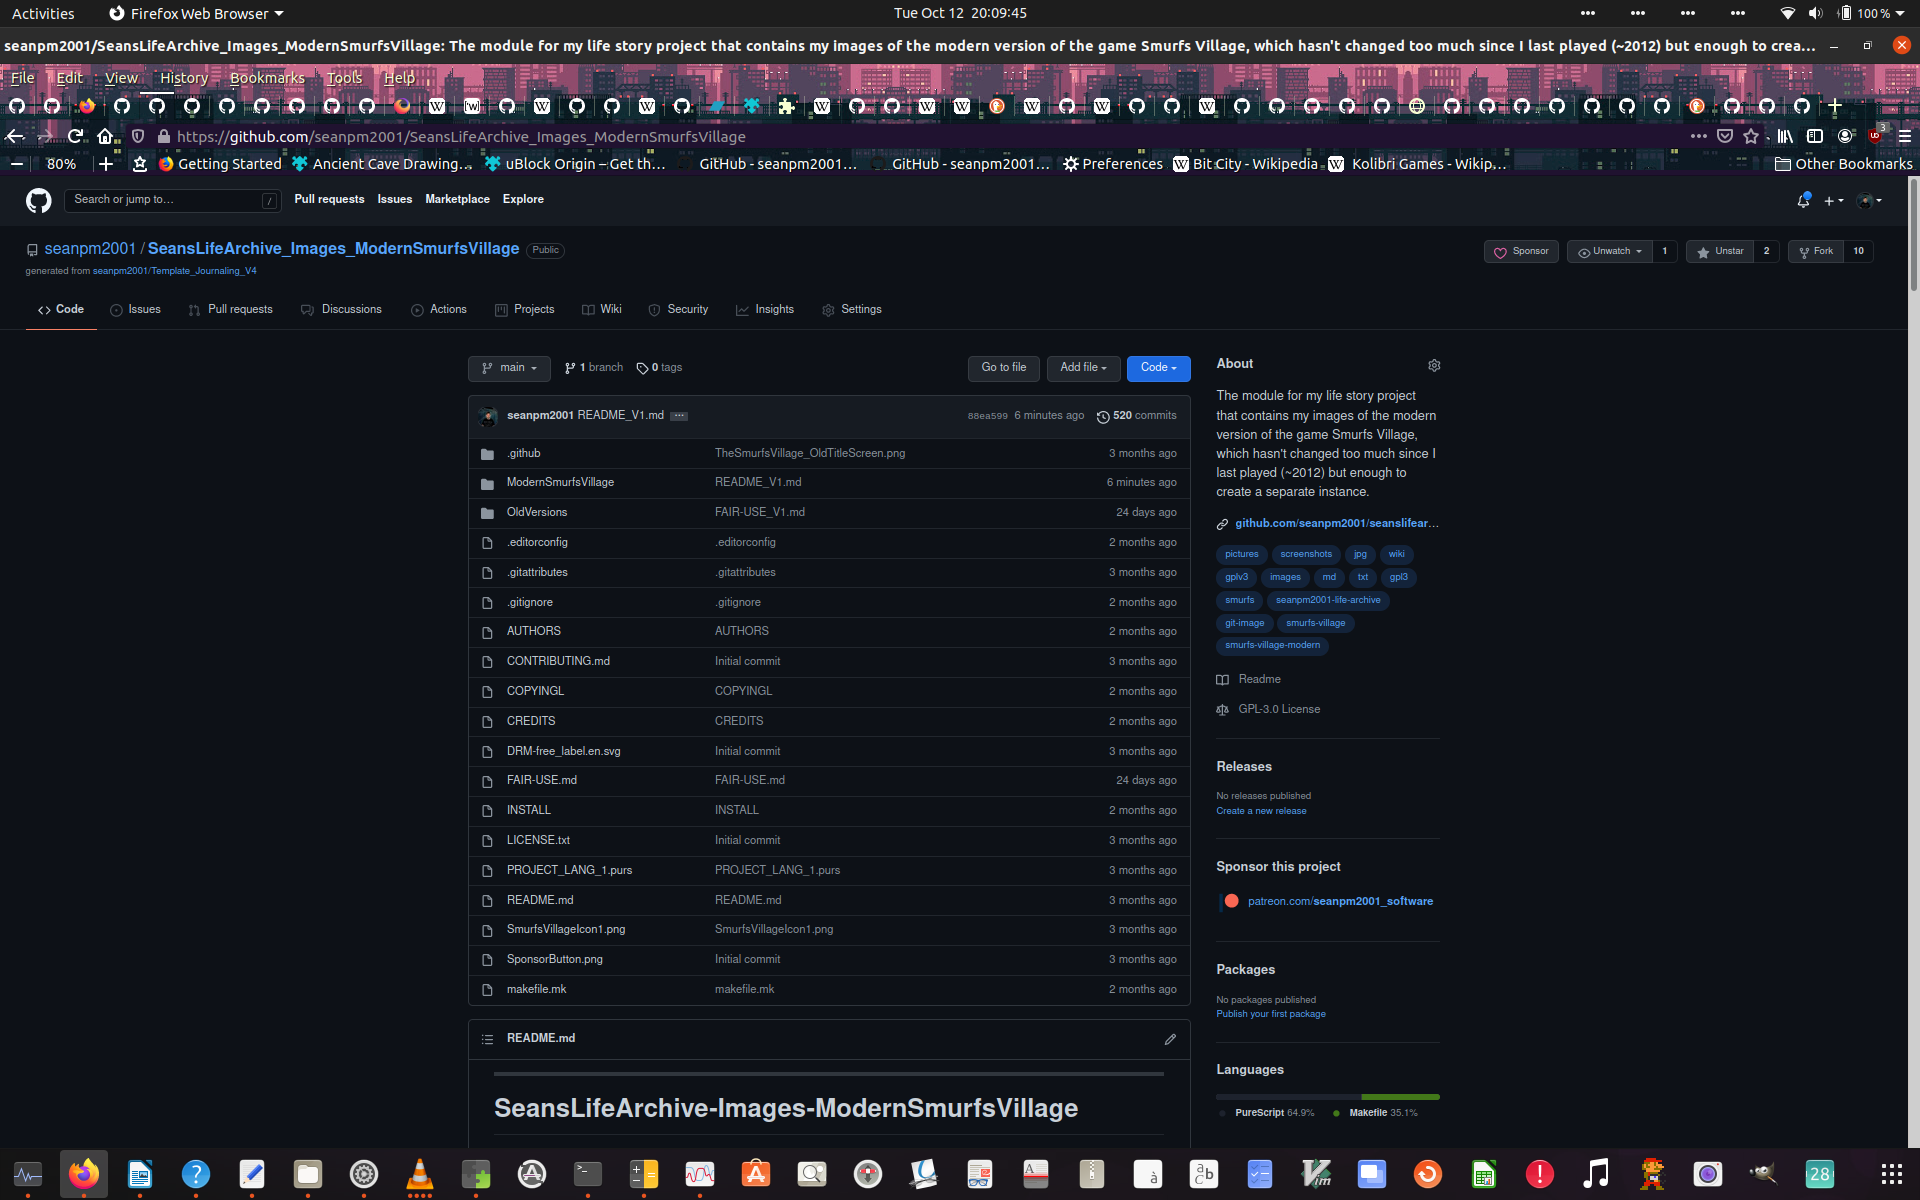 Activities Firefox Web Browser Tue Oct 12 20:09:45 100 %
seanpm2001/SeansLifeArchive_Images_ModernSmurfsVillage: The module for my life story project that contains my images of the modern version of the game Smurfs Village, which hasn't changed too much since I last played (~2012) but enough to crea...
File Edit View History Bookmarks Tools Help
https://github.com/seanpm2001/SeansLifeArchive_Images_ModernSmurfsVillage 3
80% Getting Started Ancient Cave Drawing... uBlock Origin – Get th... GitHub - seanpm2001... GitHub - seanpm2001... Preferences Bit City - Wikipedia Kolibri Games - Wikip... Other Bookmarks
Search or jump to... / Pull requests Issues Marketplace Explore
seanpm2001 / SeansLifeArchive_Images_ModernSmurfsVillage Public Sponsor Unwatch 1 Unstar 2 Fork 10
generated from seanpm2001/Template_Journaling_V4
Code Issues Pull requests Discussions Actions Projects Wiki Security Insights Settings
main 1 branch 0 tags Go to file Add file Code
seanpm2001 README_V1.md ... 88ea599 6 minutes ago 520 commits
.github TheSmurfsVillage_OldTitleScreen.png 3 months ago
ModernSmurfsVillage README_V1.md 6 minutes ago
OldVersions FAIR-USE_V1.md 24 days ago
.editorconfig .editorconfig 2 months ago
.gitattributes .gitattributes 3 months ago
.gitignore .gitignore 2 months ago
AUTHORS AUTHORS 2 months ago
CONTRIBUTING.md Initial commit 3 months ago
COPYINGL COPYINGL 2 months ago
CREDITS CREDITS 2 months ago
DRM-free_label.en.svg Initial commit 3 months ago
FAIR-USE.md FAIR-USE.md 24 days ago
INSTALL INSTALL 2 months ago
LICENSE.txt Initial commit 3 months ago
PROJECT_LANG_1.purs PROJECT_LANG_1.purs 3 months ago
README.md README.md 3 months ago
SmurfsVillageIcon1.png SmurfsVillageIcon1.png 3 months ago
SponsorButton.png Initial commit 3 months ago
makefile.mk makefile.mk 2 months ago
README.md
SeansLifeArchive-Images-ModernSmurfsVillage
About
The module for my life story project
that contains my images of the modern
version of the game Smurfs Village,
which hasn't changed too much since I
last played (~2012) but enough to
create a separate instance.
github.com/seanpm2001/seanslifear...
pictures screenshots jpg wiki
gplv3 images md txt gpl3
smurfs seanpm2001-life-archive
git-image smurfs-village
smurfs-village-modern
Readme
GPL-3.0 License
Releases
No releases published
Create a new release
Sponsor this project
patreon.com/seanpm2001_software
Packages
No packages published
Publish your first package
Languages
PureScript 64.9% Makefile 35.1%
28